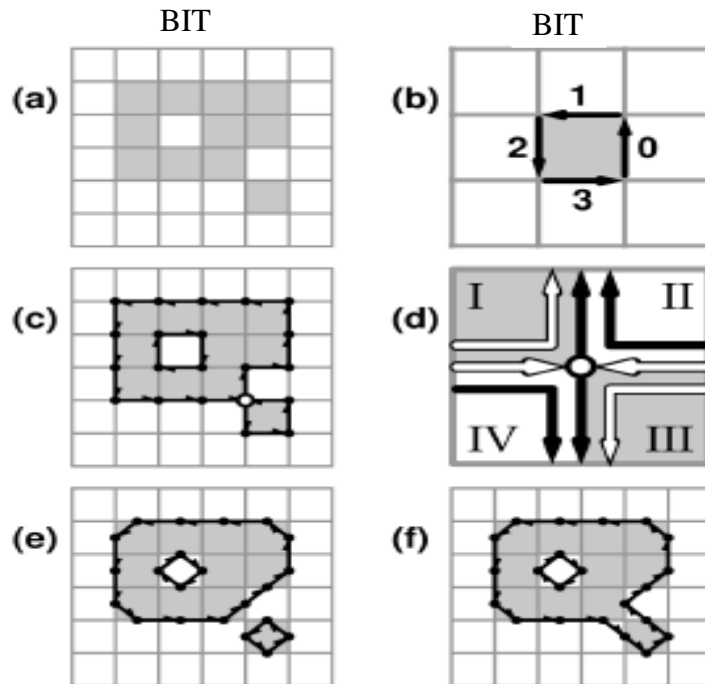 BIT BIT
(a) (b) 1
2 0
3
(c) (d) I II
IV III
(e) (f)